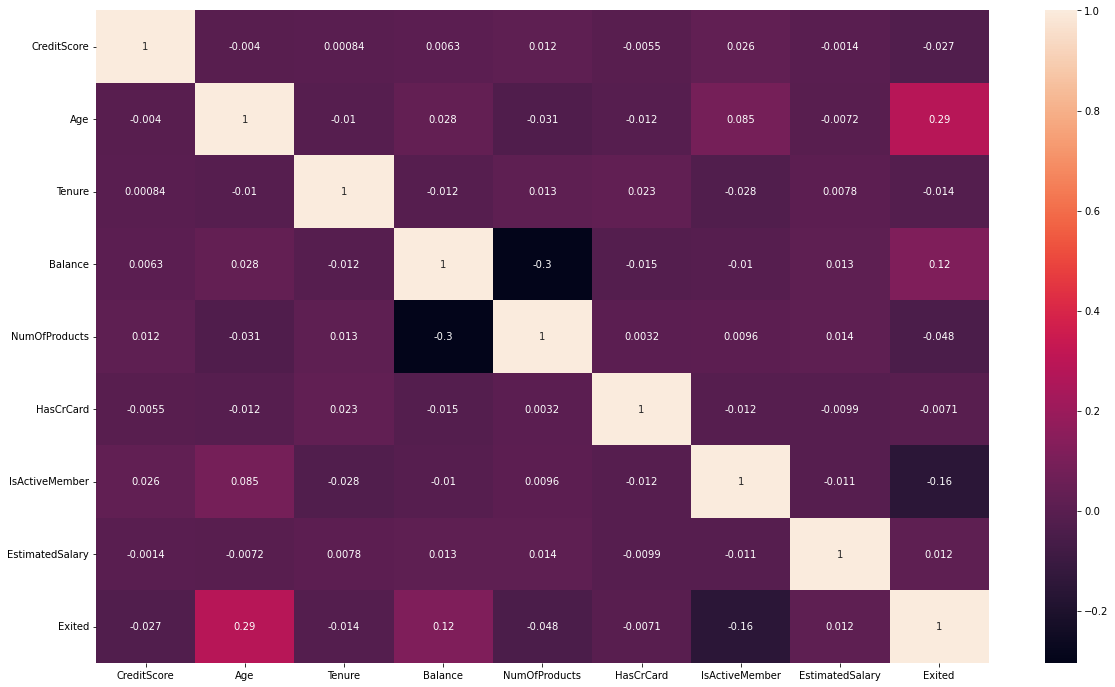 CreditScore 1 -0.004 0.00084 0.0063 0.012 -0.0055 0.026 -0.0014 -0.027
Age -0.004 1 -0.01 0.028 -0.031 -0.012 0.085 -0.0072 0.29
Tenure 0.00084 -0.01 1 -0.012 0.013 0.023 -0.028 0.0078 -0.014
Balance 0.0063 0.028 -0.012 1 -0.3 -0.015 -0.01 0.013 0.12
NumOfProducts 0.012 -0.031 0.013 -0.3 1 0.0032 0.0096 0.014 -0.048
HasCrCard -0.0055 -0.012 0.023 -0.015 0.0032 1 -0.012 -0.0099 -0.0071
IsActiveMember 0.026 0.085 -0.028 -0.01 0.0096 -0.012 1 -0.011 -0.16
EstimatedSalary -0.0014 -0.0072 0.0078 0.013 0.014 -0.0099 -0.011 1 0.012
Exited -0.027 0.29 -0.014 0.12 -0.048 -0.0071 -0.16 0.012 1
CreditScore Age Tenure Balance NumOfProducts HasCrCard IsActiveMember EstimatedSalary Exited
1.0
0.8
0.6
0.4
0.2
0.0
−0.2